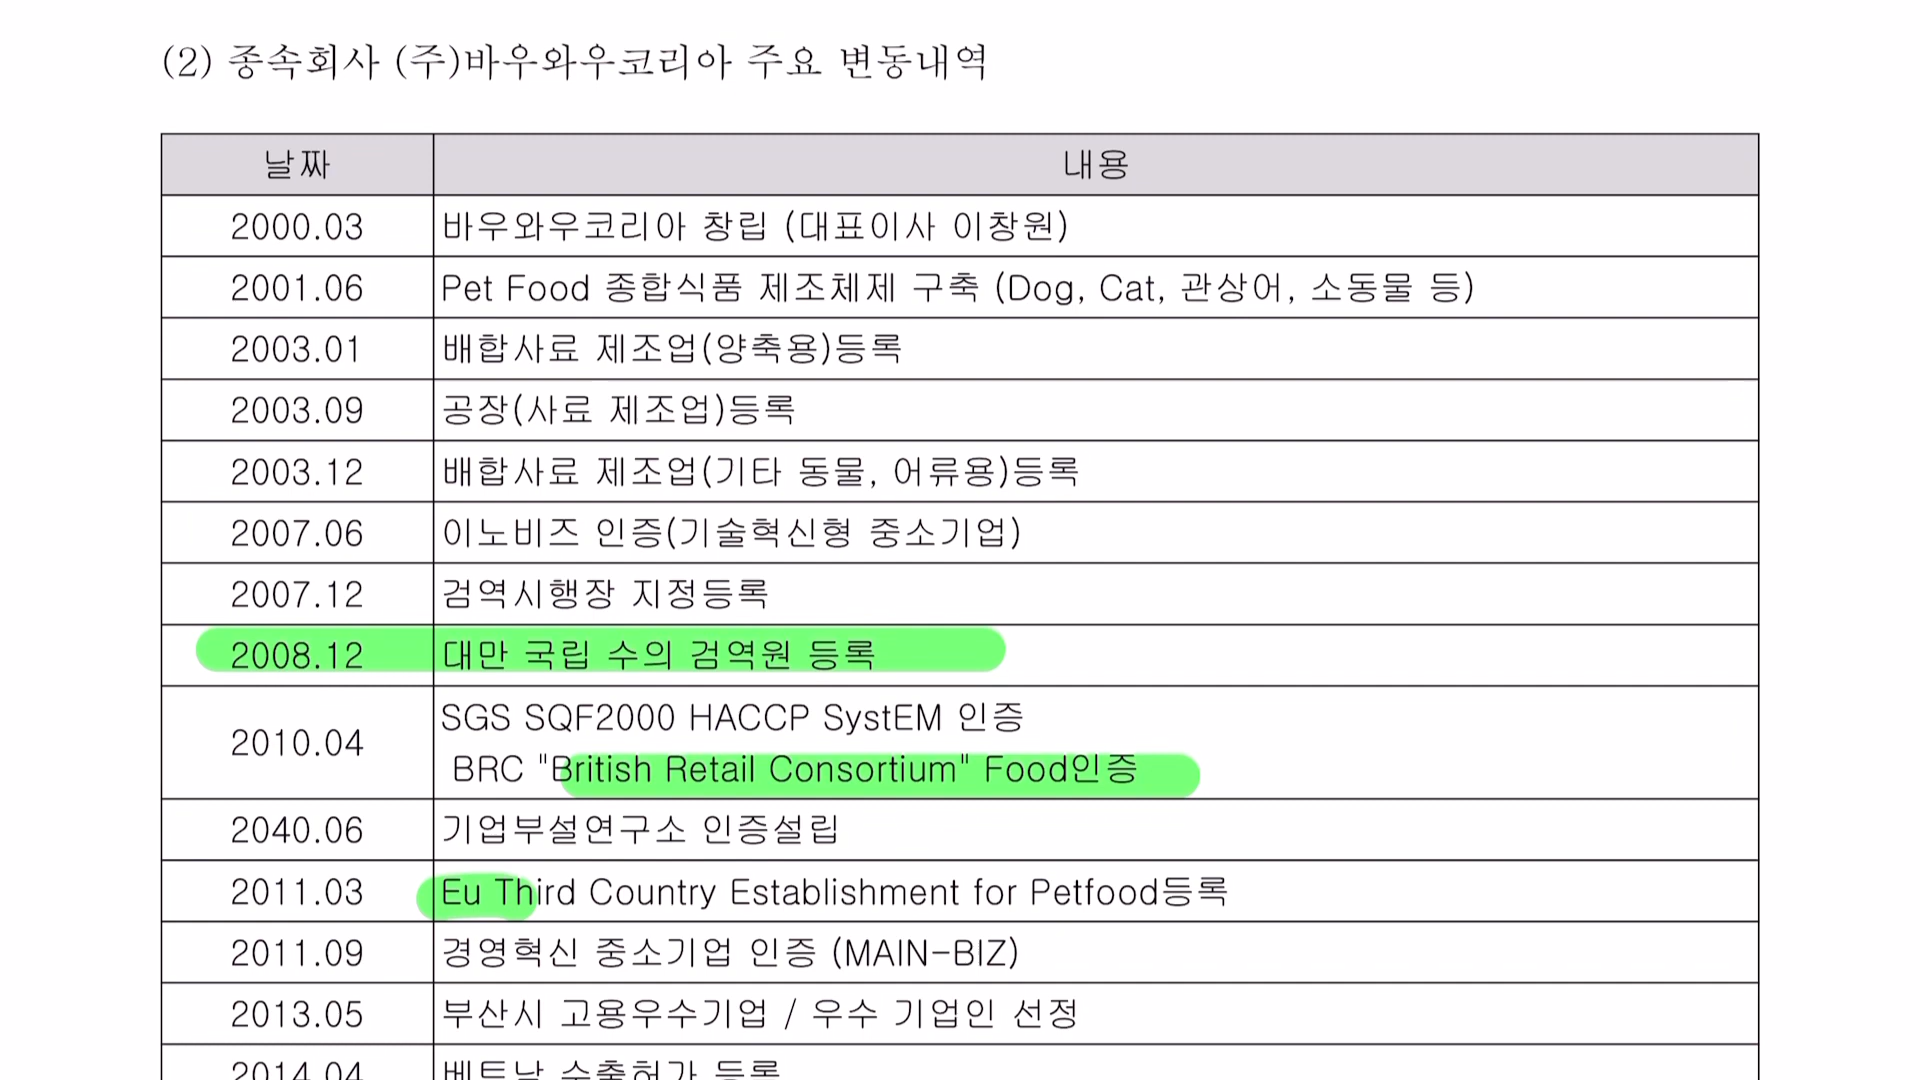 (2) 종속회사 (주)바우와우코리아 주요 변동내역
날짜 내용
2000.03 바우와우코리아 창립 (대표이사 이창원)
2001.06 Pet Food 종합식품 제조체제 구축 (Dog, Cat, 관상어, 소동물 등)
2003.01 배합사료 제조업(양축용)등록
2003.09 공장(사료 제조업)등록
2003.12 배합사료 제조업(기타 동물, 어류용)등록
2007.06 이노비즈 인증(기술혁신형 중소기업)
2007.12 검역시행장 지정등록
2008.12 대만 국립 수의 검역원 등록
2010.04 SGS SQF2000 HACCP SystEM 인증
BRC "British Retail Consortium" Food인증
2040.06 기업부설연구소 인증설립
2011.03 Eu Third Country Establishment for Petfood등록
2011.09 경영혁신 중소기업 인증 (MAIN-BIZ)
2013.05 부산시 고용우수기업 / 우수 기업인 선정
2014.04 베트남 수출허가 등록